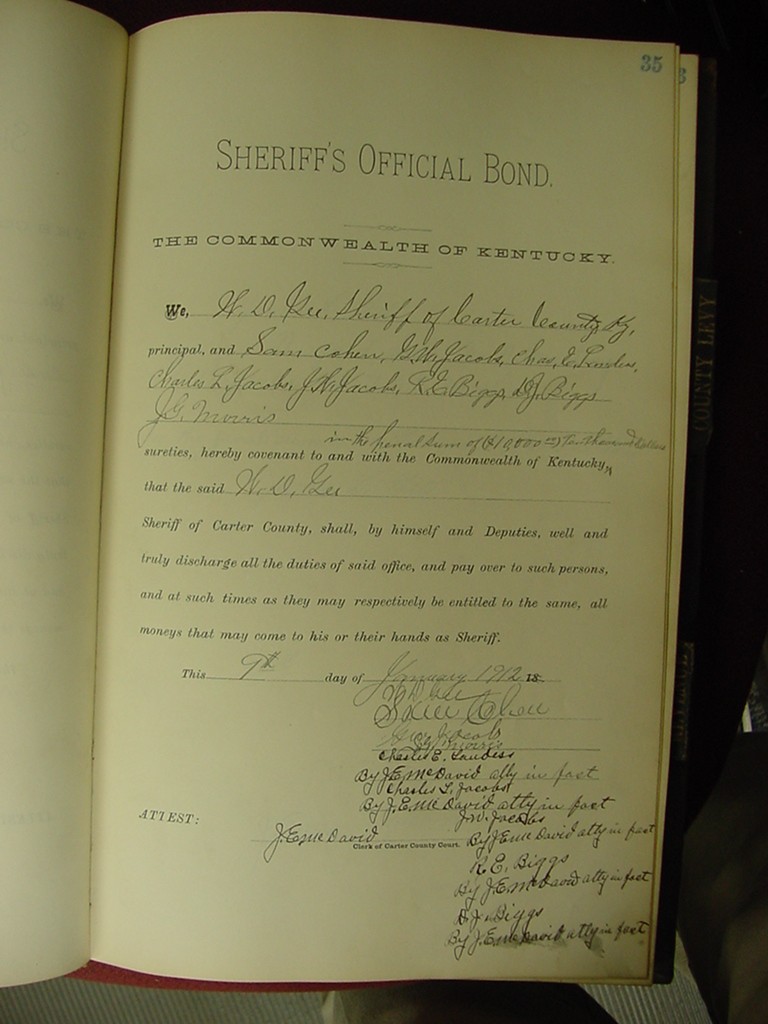 35
SHERIFF'S OFFICIAL BOND.
THE COMMONWEALTH OF KENTUCKY.
We, W. D. Gee, Sheriff of Carter County Ky,
principal, and Sam Cohen, G. W. Jacobs, Chas. E. Landess,
Charles L. Jacobs, J. W. Jacobs, R. E. Biggs, D. J. Biggs
J. G. Morris
in the penal sum of ($10,000 00) Ten thousand Dollars
sureties, hereby covenant to and with the Commonwealth of Kentucky,
that the said W. D. Gee
Sheriff of Carter County, shall, by himself and Deputies, well and
truly discharge all the duties of said office, and pay over to such persons,
and at such times as they may respectively be entitled to the same, all
moneys that may come to his or their hands as Sheriff.
This 9th day of January 1912 18
W D Gee
Sam Cohen
G W Jacobs
J G Morris
Charles E. Landess
By J. E. McDavid atty in fact
Charles L. Jacobs
By J. E. McDavid atty in fact
J. W. Jacobs
ATTEST:
J. E. McDavid By J E McDavid atty in fact
Clerk of Carter County Court.
R. E. Biggs
By J. E. McDavid atty in fact
D. J. Biggs
By J. E. McDavid atty in fact
COUNTY LEVY